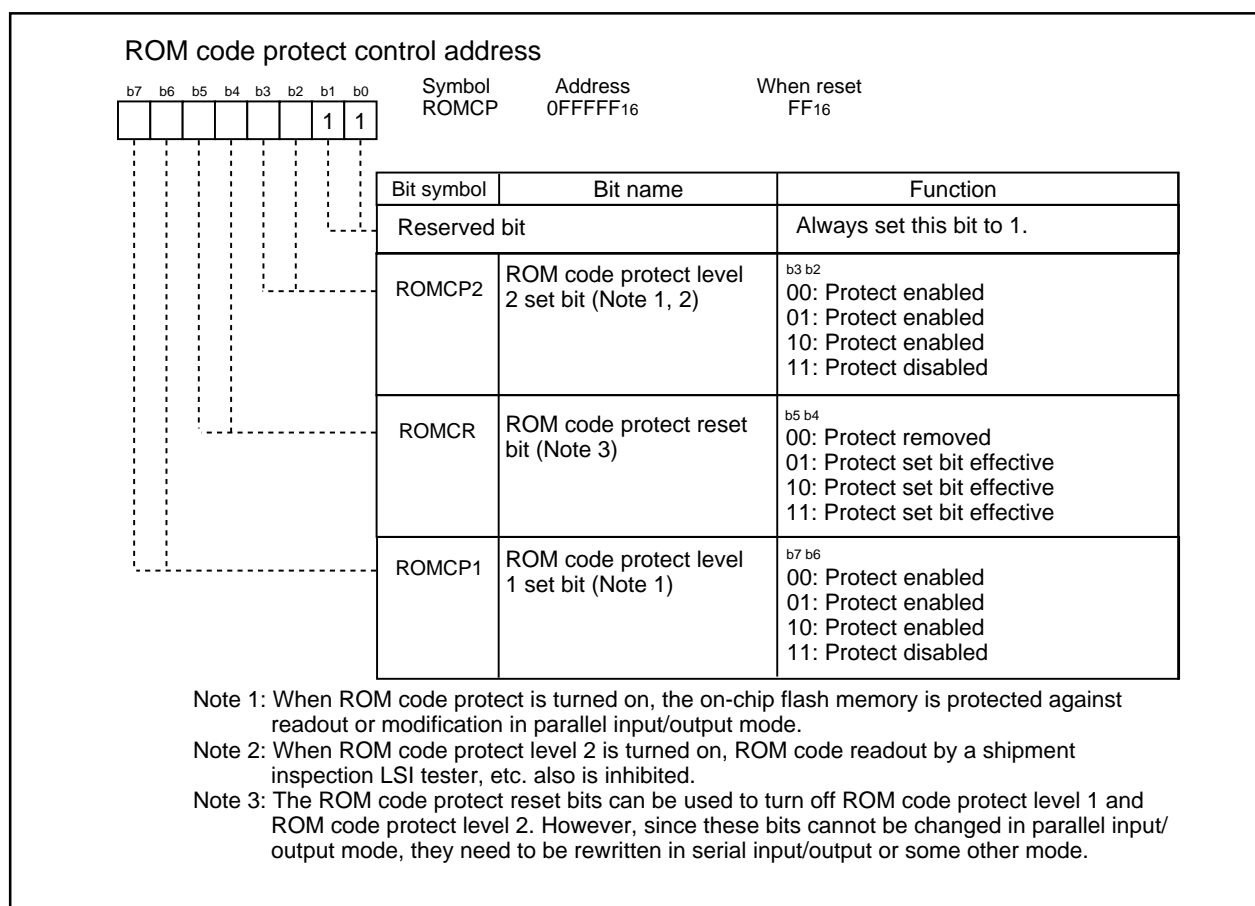 ROM code protect control address
Symbol Address When reset
ROMCP 0FFFFF16 FF16
b7 b6 b5 b4 b3 b2 b1 b0
1 1
Bit symbol Bit name Function
Reserved bit Always set this bit to 1.
ROMCP2 ROM code protect level
2 set bit (Note 1, 2)
b3 b2
00: Protect enabled
01: Protect enabled
10: Protect enabled
11: Protect disabled
ROMCR ROM code protect reset
bit (Note 3)
b5 b4
00: Protect removed
01: Protect set bit effective
10: Protect set bit effective
11: Protect set bit effective
ROMCP1 ROM code protect level
1 set bit (Note 1)
b7 b6
00: Protect enabled
01: Protect enabled
10: Protect enabled
11: Protect disabled
Note 1: When ROM code protect is turned on, the on-chip flash memory is protected against
readout or modification in parallel input/output mode.
Note 2: When ROM code protect level 2 is turned on, ROM code readout by a shipment
inspection LSI tester, etc. also is inhibited.
Note 3: The ROM code protect reset bits can be used to turn off ROM code protect level 1 and
ROM code protect level 2. However, since these bits cannot be changed in parallel input/
output mode, they need to be rewritten in serial input/output or some other mode.